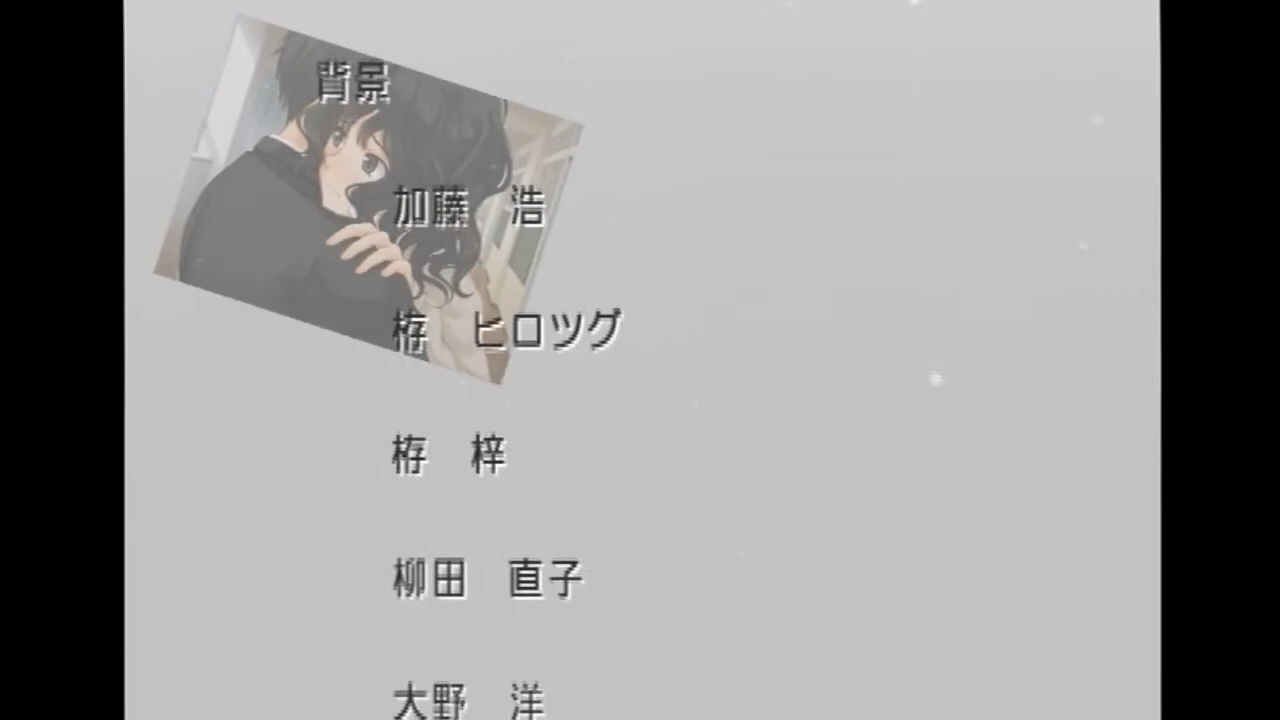 背景
加藤　浩
栫　ヒロツグ
栫　梓
柳田　直子
大野　洋